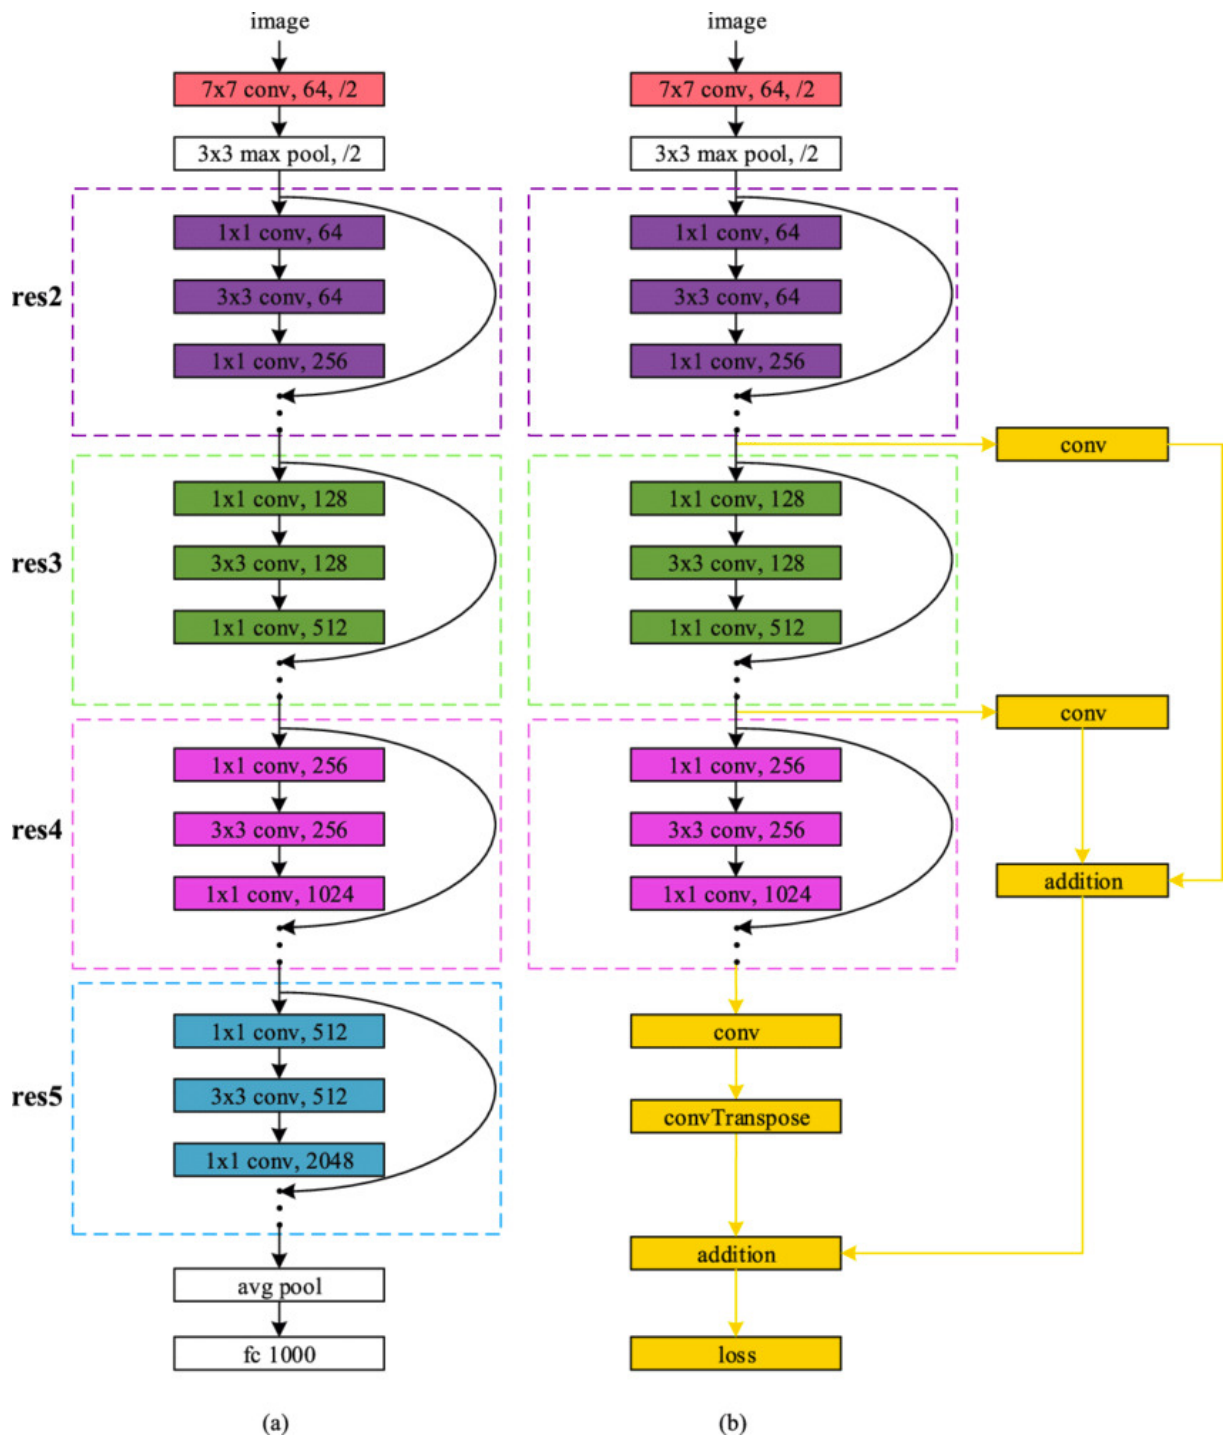 image
7x7 conv, 64, /2
3x3 max pool, /2
res2
1x1 conv, 64
3x3 conv, 64
1x1 conv, 256
res3
1x1 conv, 128
3x3 conv, 128
1x1 conv, 512
res4
1x1 conv, 256
3x3 conv, 256
1x1 conv, 1024
res5
1x1 conv, 512
3x3 conv, 512
1x1 conv, 2048
avg pool
fc 1000
(a)
image
7x7 conv, 64, /2
3x3 max pool, /2
1x1 conv, 64
3x3 conv, 64
1x1 conv, 256
conv
1x1 conv, 128
3x3 conv, 128
1x1 conv, 512
conv
1x1 conv, 256
3x3 conv, 256
1x1 conv, 1024
addition
conv
convTranspose
addition
loss
(b)